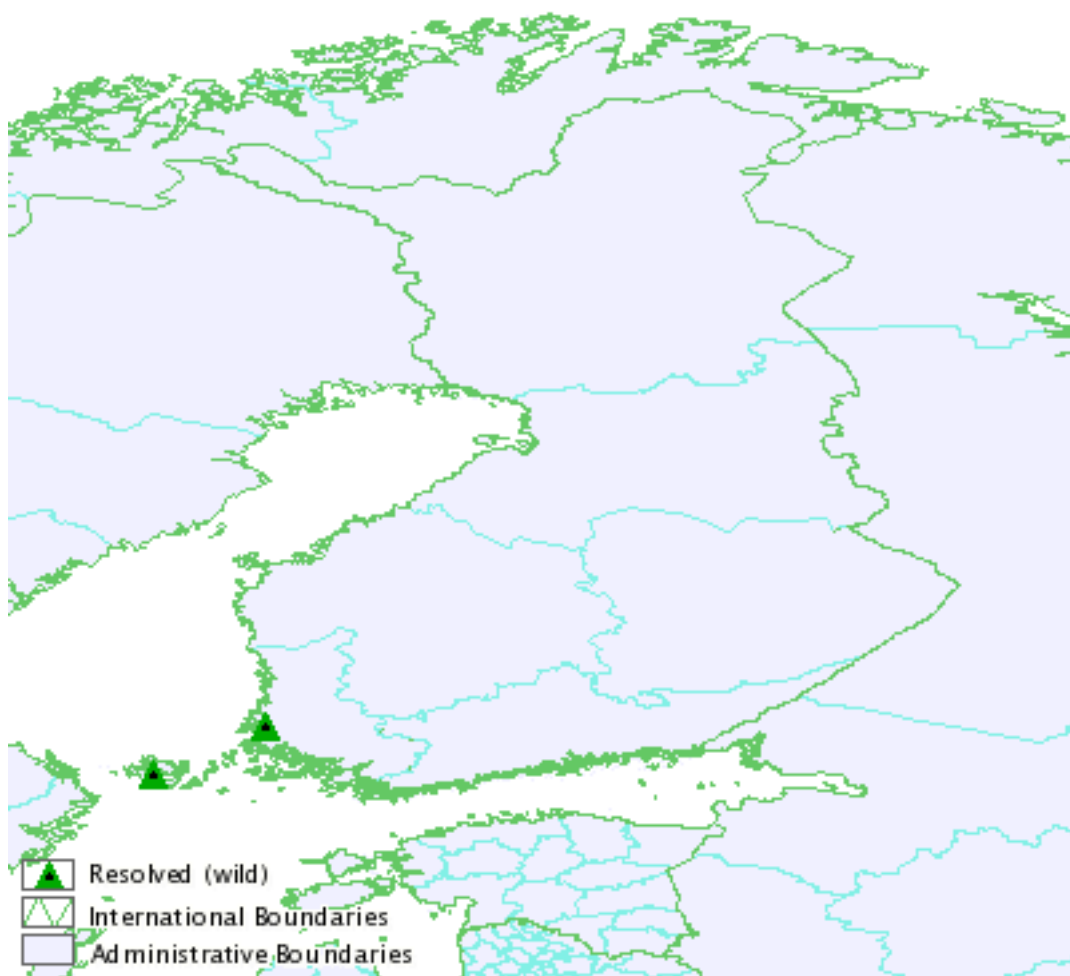 Resolved (wild)
International Boundaries
Administrative Boundaries